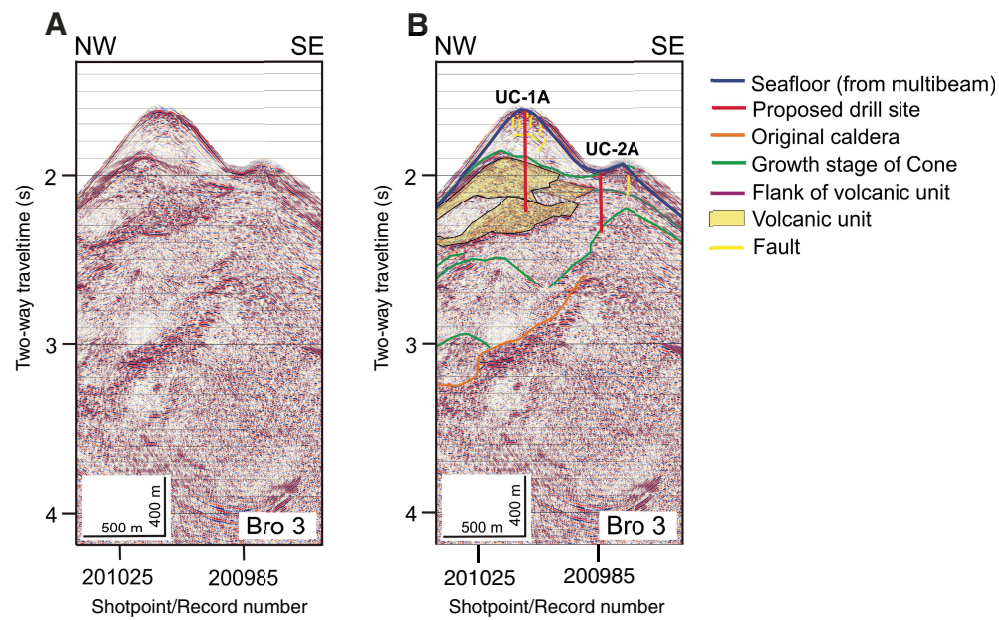 A
NW SE
Two-way traveltime (s)
2
3
4
500 m
400 m
Bro 3
201025 200985
Shotpoint/Record number
B
NW SE
UC-1A
UC-2A
Two-way traveltime (s)
2
3
4
500 m
400 m
Bro 3
201025 200985
Shotpoint/Record number
Seafloor (from multibeam)
Proposed drill site
Original caldera
Growth stage of Cone
Flank of volcanic unit
Volcanic unit
Fault